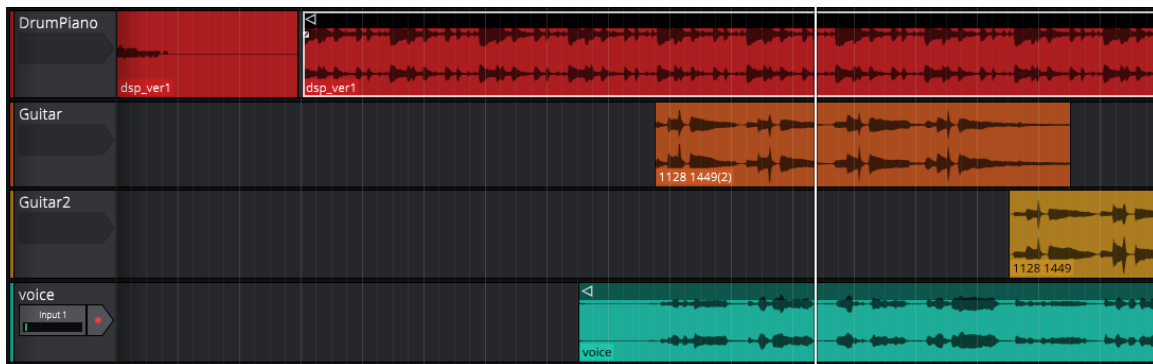 DrumPiano
dsp_ver1
dsp_ver1
Guitar
1128 1449(2)
Guitar2
1128 1449
voice
Input 1
voice